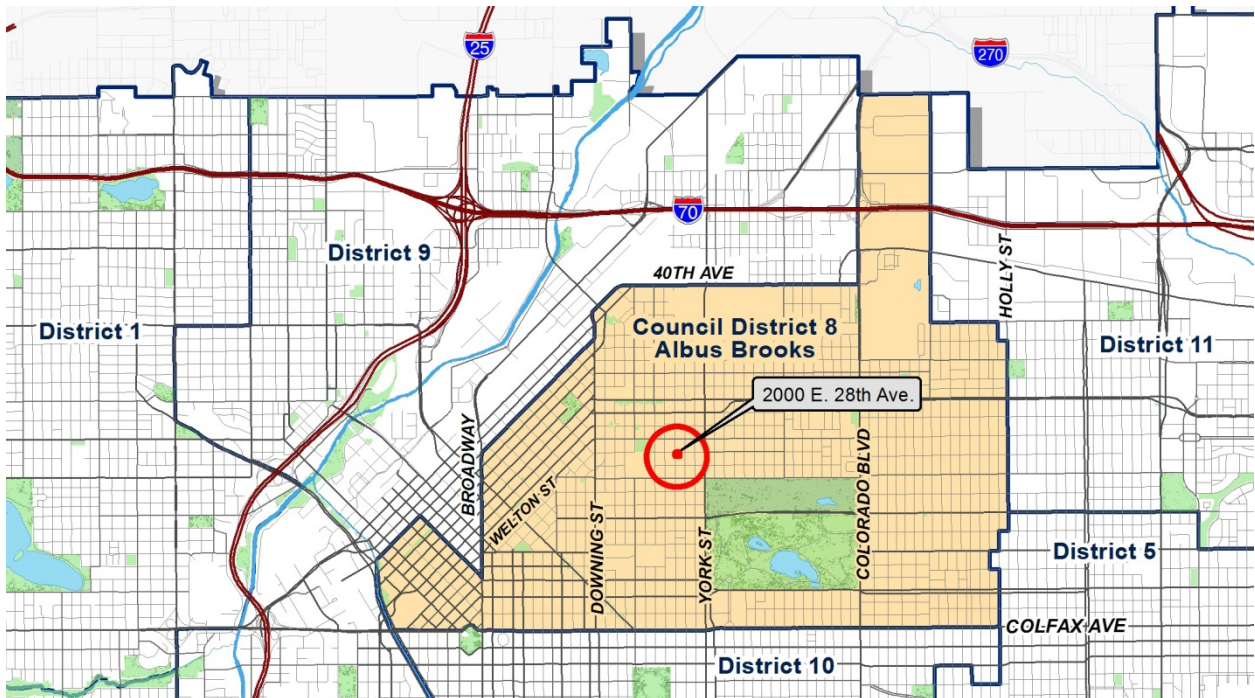 25
270
70
District 9
40TH AVE
HOLLY ST
District 1
Council District 8
Albus Brooks
District 11
2000 E. 28th Ave.
BROADWAY
COLORADO BLVD
WELTON ST
DOWNING ST
YORK ST
District 5
COLFAX AVE
District 10